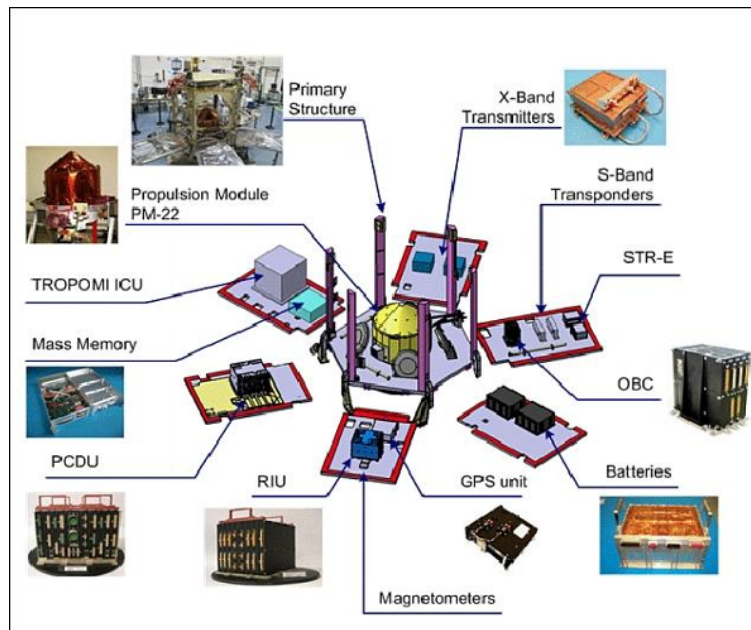 Primary
Structure
X-Band
Transmitters
Propulsion Module
PM-22
S-Band
Transponders
TROPOMI ICU
STR-E
Mass Memory
OBC
PCDU
RIU
GPS unit
Batteries
Magnetometers